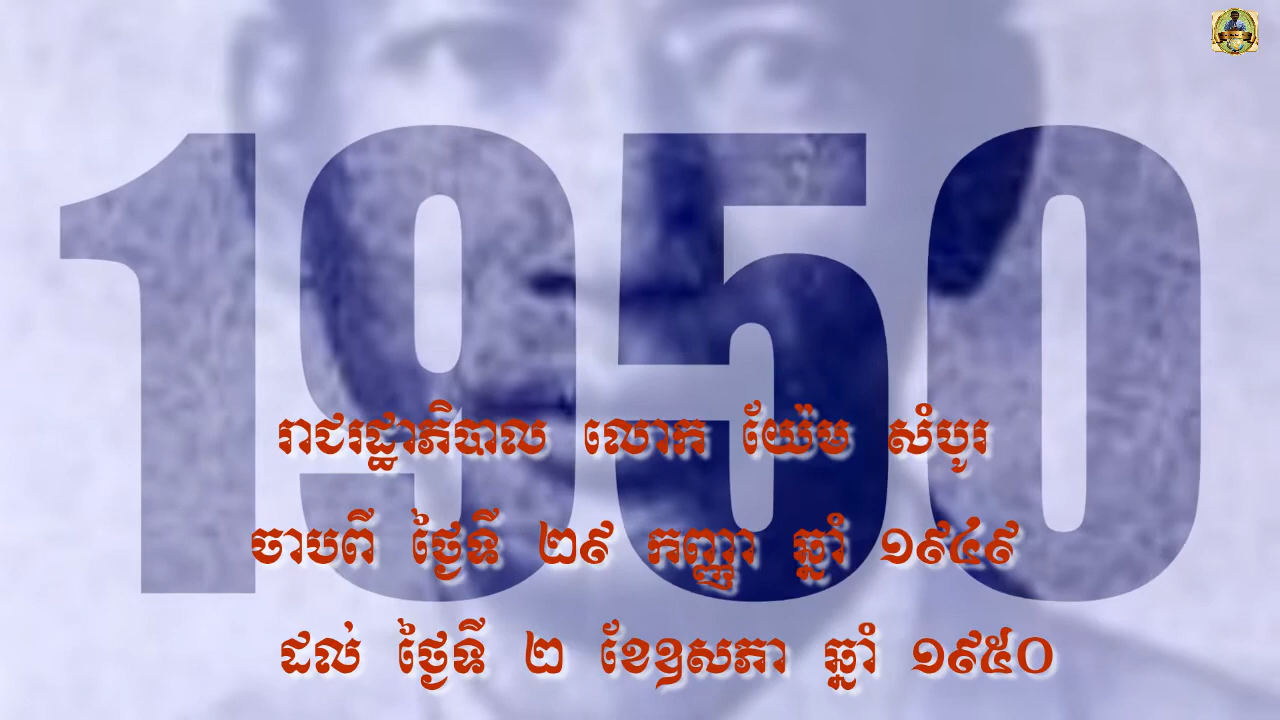 1950
រាជរដ្ឋាភិបាល លោក យ៉ែម សំបូរ
ចាបពី ថ្ងៃទី ២៩ កញ្ញា ឆ្នាំ ១៩៤៩
ដល់ ថ្ងៃទី ២ ខែឧសភា ឆ្នាំ ១៩៥០